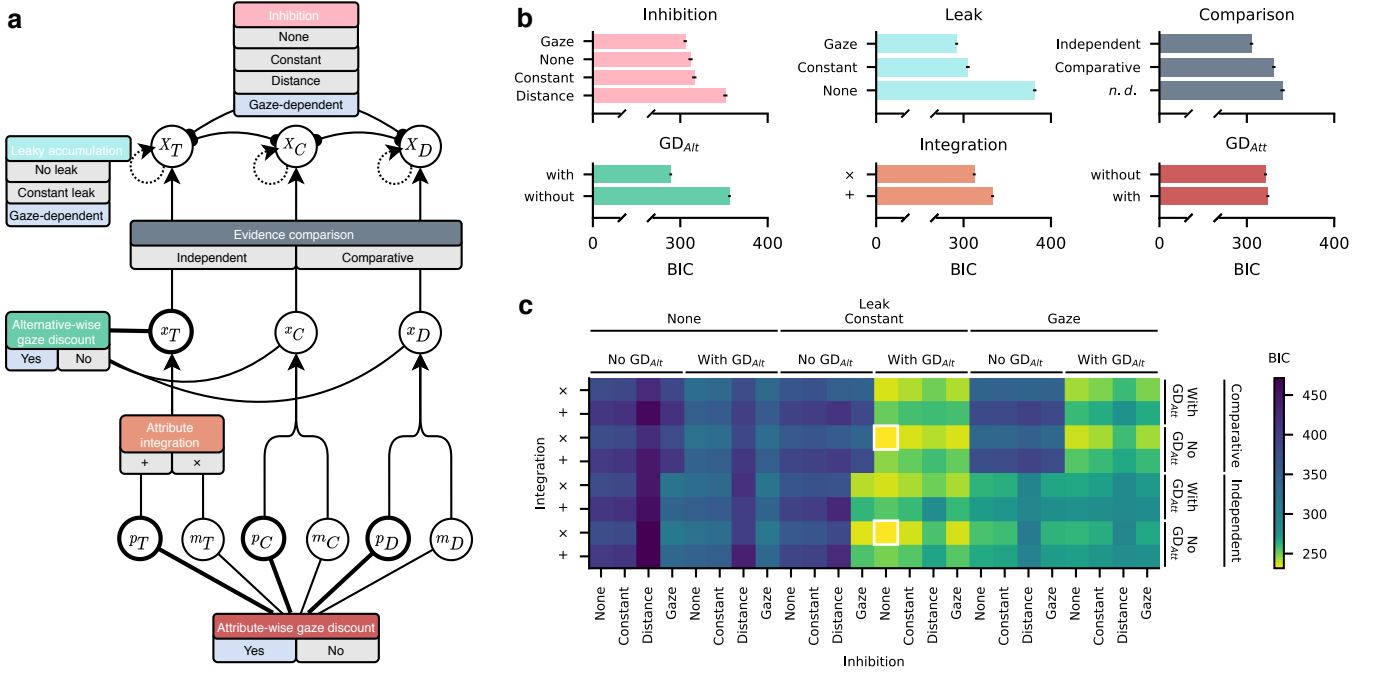 a
Inhibition
None
Constant
Distance
Gaze-dependent
X_T
X_C
X_D
Leaky accumulation
No leak
Constant leak
Gaze-dependent
Evidence comparison
Independent
Comparative
Alternative-wise
gaze discount
Yes
No
x_T
x_C
x_D
Attribute
integration
+
×
p_T
m_T
p_C
m_C
p_D
m_D
Attribute-wise gaze discount
Yes
No
b
Inhibition
Gaze
None
Constant
Distance
Leak
Gaze
Constant
None
Comparison
Independent
Comparative
n. d.
GD_Alt
with
without
0
300
400
BIC
Integration
×
+
0
300
400
BIC
GD_Att
without
with
0
300
400
BIC
c
Leak
None
Constant
Gaze
No GD_Alt
With GD_Alt
No GD_Alt
With GD_Alt
No GD_Alt
With GD_Alt
Integration
×
+
×
+
×
+
×
+
With
GD_Att
No
GD_Att
With
GD_Att
No
GD_Att
Comparative
Independent
None
Constant
Distance
Gaze
None
Constant
Distance
Gaze
None
Constant
Distance
Gaze
None
Constant
Distance
Gaze
None
Constant
Distance
Gaze
None
Constant
Distance
Gaze
Inhibition
BIC
450
400
350
300
250